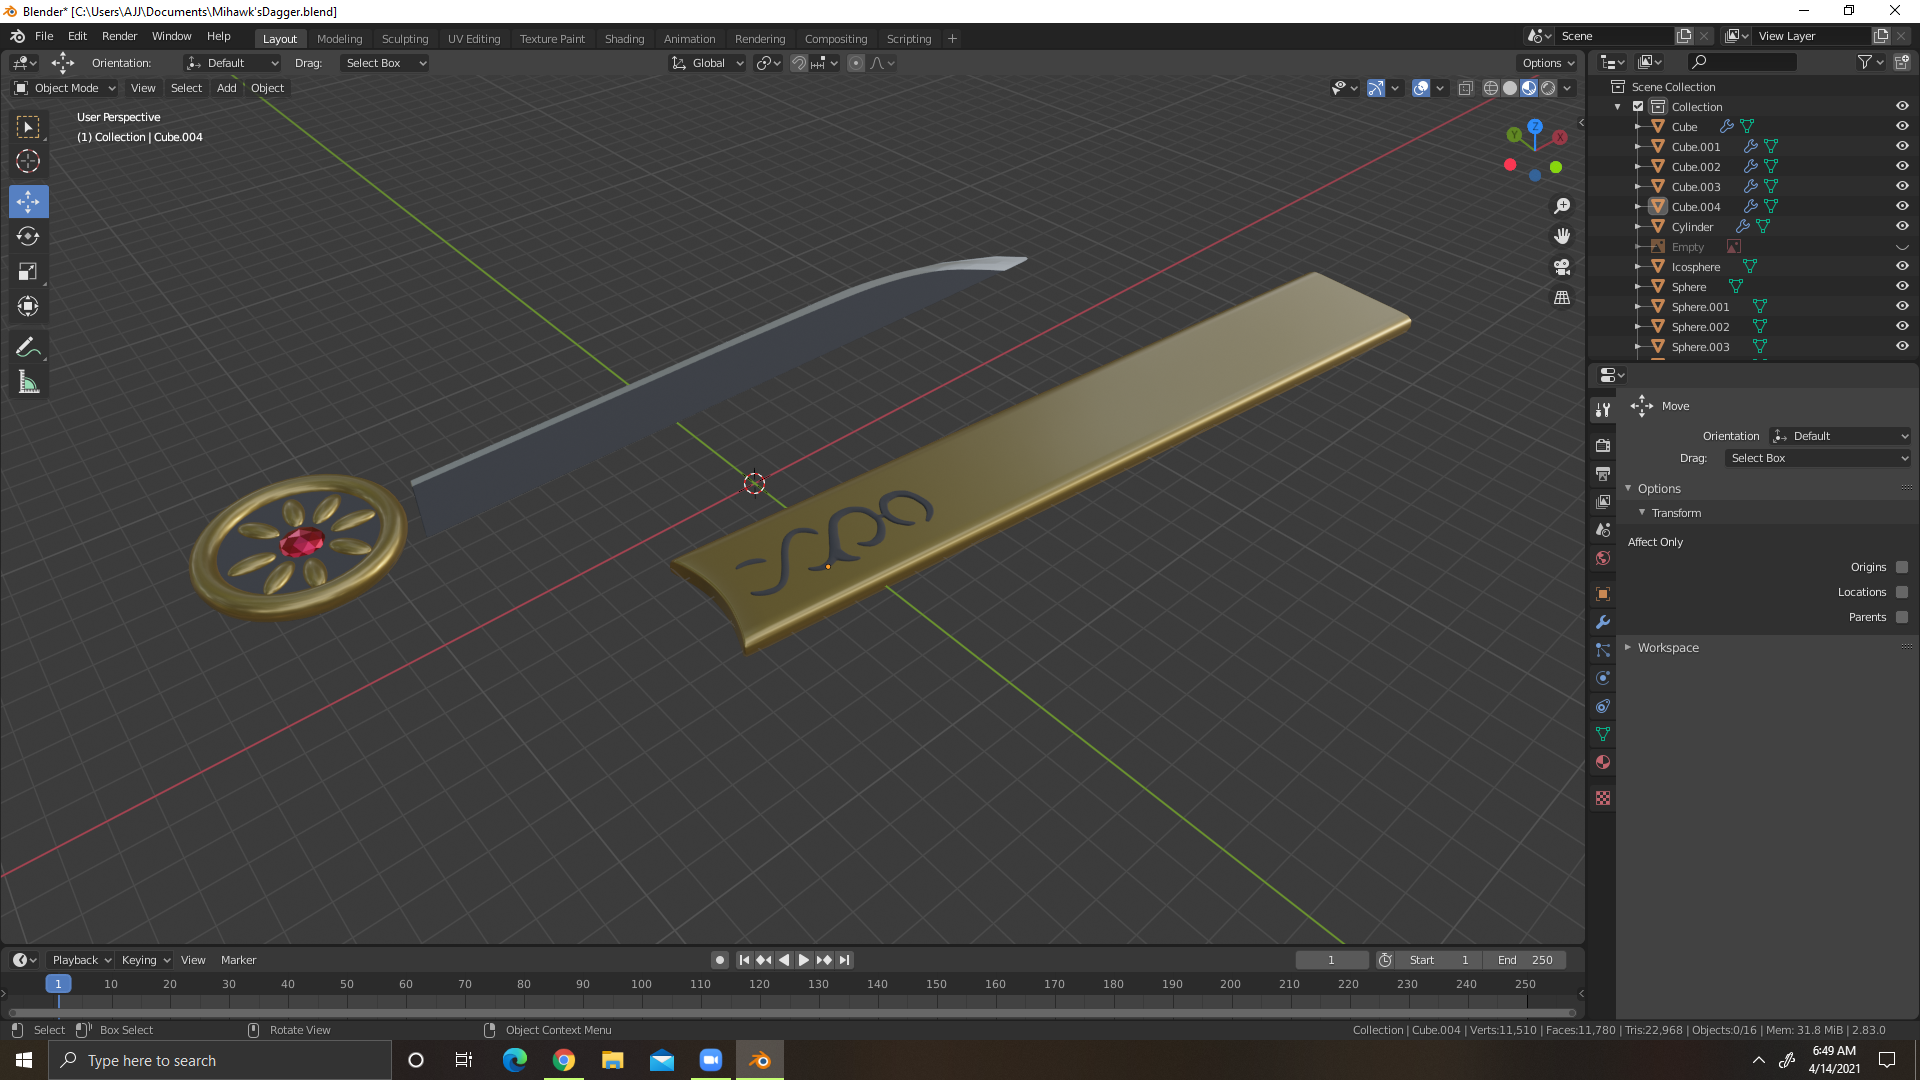 Blender* [C:\Users\AJJ\Documents\Mihawk'sDagger.blend]
File Edit Render Window Help
Layout Modeling Sculpting UV Editing Texture Paint Shading Animation Rendering Compositing Scripting +
Scene
View Layer
Orientation: Default Drag: Select Box
Global
Options
Object Mode View Select Add Object
User Perspective
(1) Collection | Cube.004
Z
Y
X
Scene Collection
Collection
Cube
Cube.001
Cube.002
Cube.003
Cube.004
Cylinder
Empty
Icosphere
Sphere
Sphere.001
Sphere.002
Sphere.003
Move
Orientation Default
Drag: Select Box
Options
Transform
Affect Only
Origins
Locations
Parents
Workspace
Playback Keying View Marker
1 Start 1 End 250
1 10 20 30 40 50 60 70 80 90 100 110 120 130 140 150 160 170 180 190 200 210 220 230 240 250
Select Box Select Rotate View Object Context Menu
Collection | Cube.004 | Verts:11,510 | Faces:11,780 | Tris:22,968 | Objects:0/16 | Mem: 31.8 MiB | 2.83.0
Type here to search
6:49 AM
4/14/2021